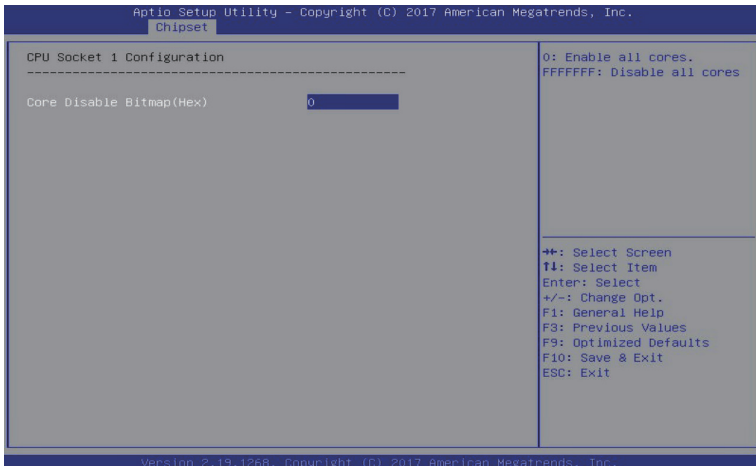 Aptio Setup Utility – Copyright (C) 2017 American Megatrends, Inc.
Chipset
CPU Socket 1 Configuration
--------------------------------------------------
Core Disable Bitmap(Hex) 0
0: Enable all cores.
FFFFFFF: Disable all cores
→←: Select Screen
↑↓: Select Item
Enter: Select
+/-: Change Opt.
F1: General Help
F3: Previous Values
F9: Optimized Defaults
F10: Save & Exit
ESC: Exit
Version 2.19.1268. Copyright (C) 2017 American Megatrends, Inc.